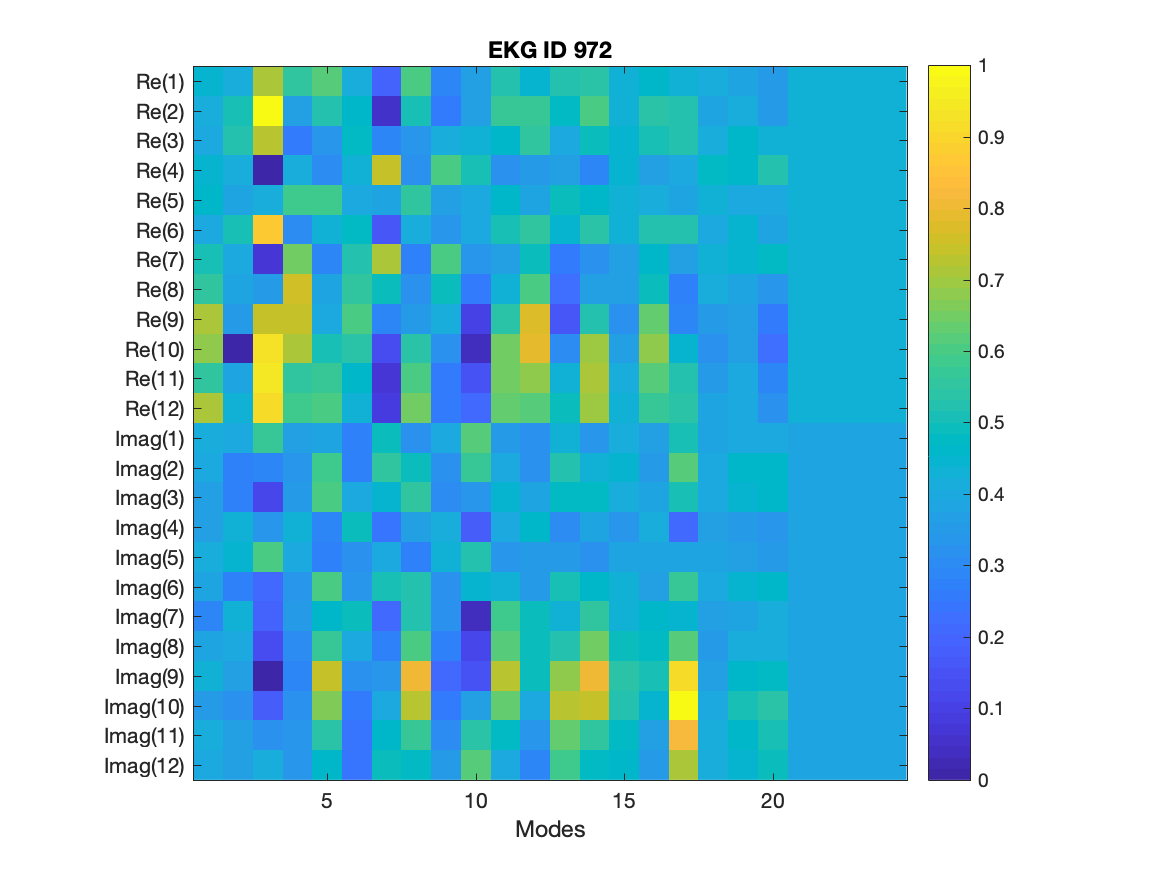 EKG ID 972
Re(1)
Re(2)
Re(3)
Re(4)
Re(5)
Re(6)
Re(7)
Re(8)
Re(9)
Re(10)
Re(11)
Re(12)
Imag(1)
Imag(2)
Imag(3)
Imag(4)
Imag(5)
Imag(6)
Imag(7)
Imag(8)
Imag(9)
Imag(10)
Imag(11)
Imag(12)
5 10 15 20
Modes
1
0.9
0.8
0.7
0.6
0.5
0.4
0.3
0.2
0.1
0